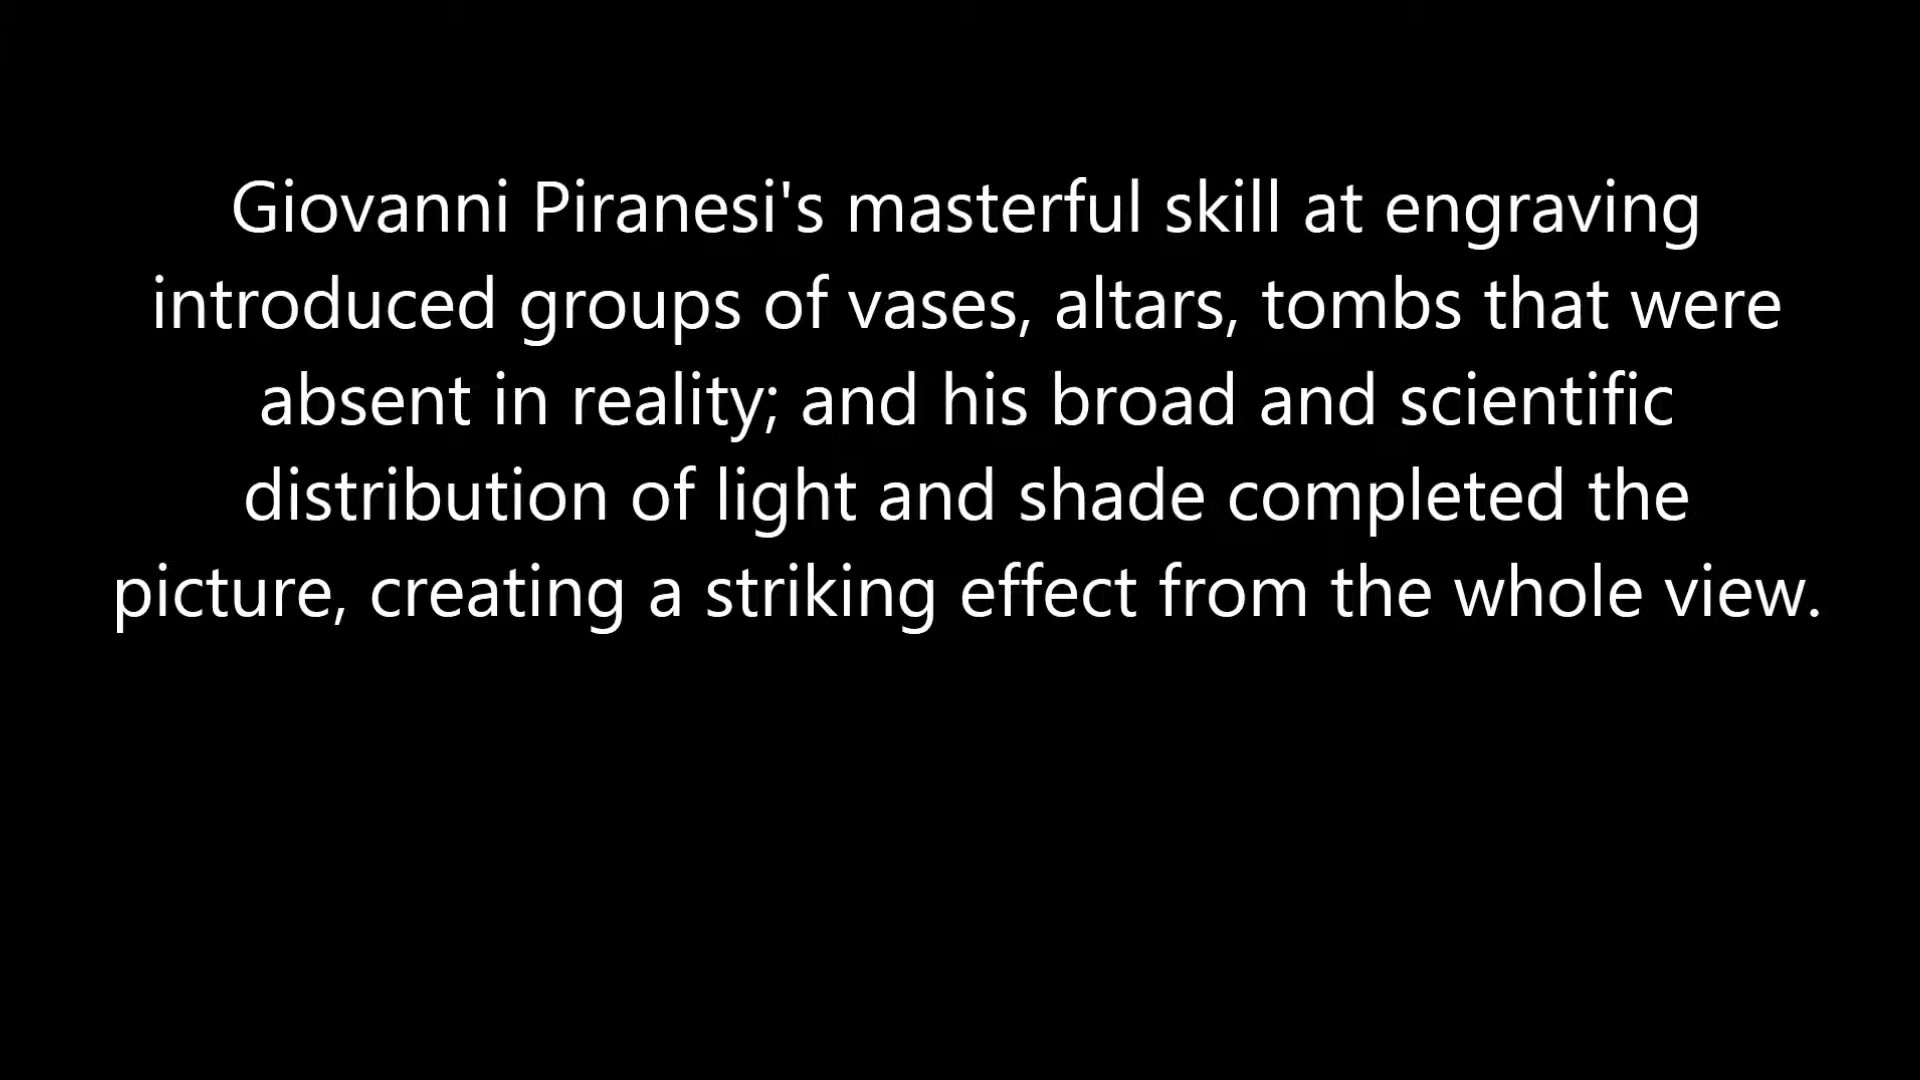 Giovanni Piranesi's masterful skill at engraving
introduced groups of vases, altars, tombs that were
absent in reality; and his broad and scientific
distribution of light and shade completed the
picture, creating a striking effect from the whole view.